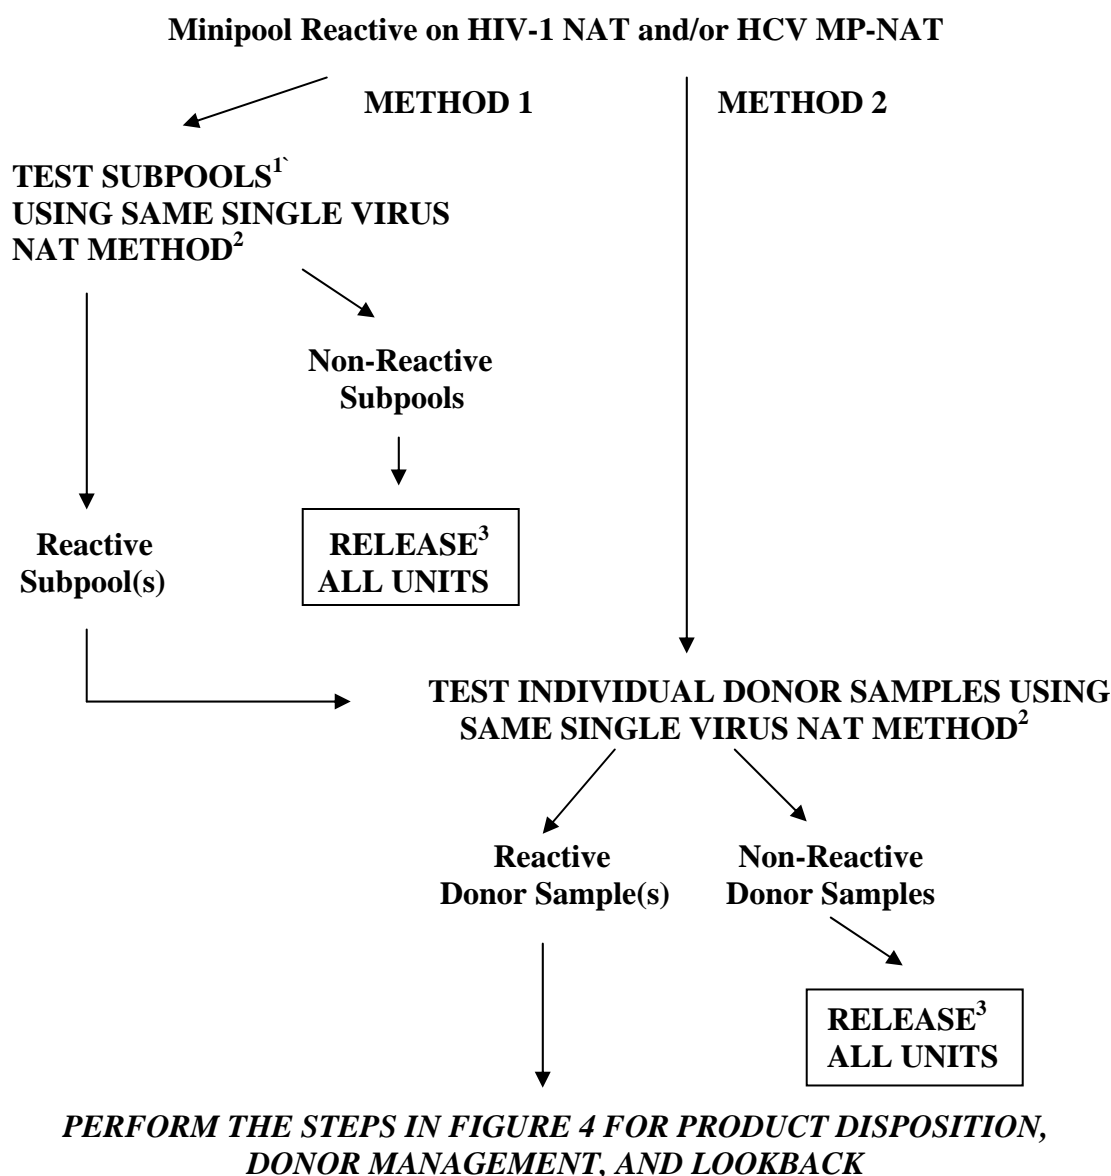 Minipool Reactive on HIV-1 NAT and/or HCV MP-NAT
METHOD 1
METHOD 2
TEST SUBPOOLS1`
USING SAME SINGLE VIRUS
NAT METHOD2
Non-Reactive
Subpools
RELEASE3
ALL UNITS
Reactive
Subpool(s)
TEST INDIVIDUAL DONOR SAMPLES USING
SAME SINGLE VIRUS NAT METHOD2
Reactive
Donor Sample(s)
Non-Reactive
Donor Samples
RELEASE3
ALL UNITS
PERFORM THE STEPS IN FIGURE 4 FOR PRODUCT DISPOSITION,
DONOR MANAGEMENT, AND LOOKBACK